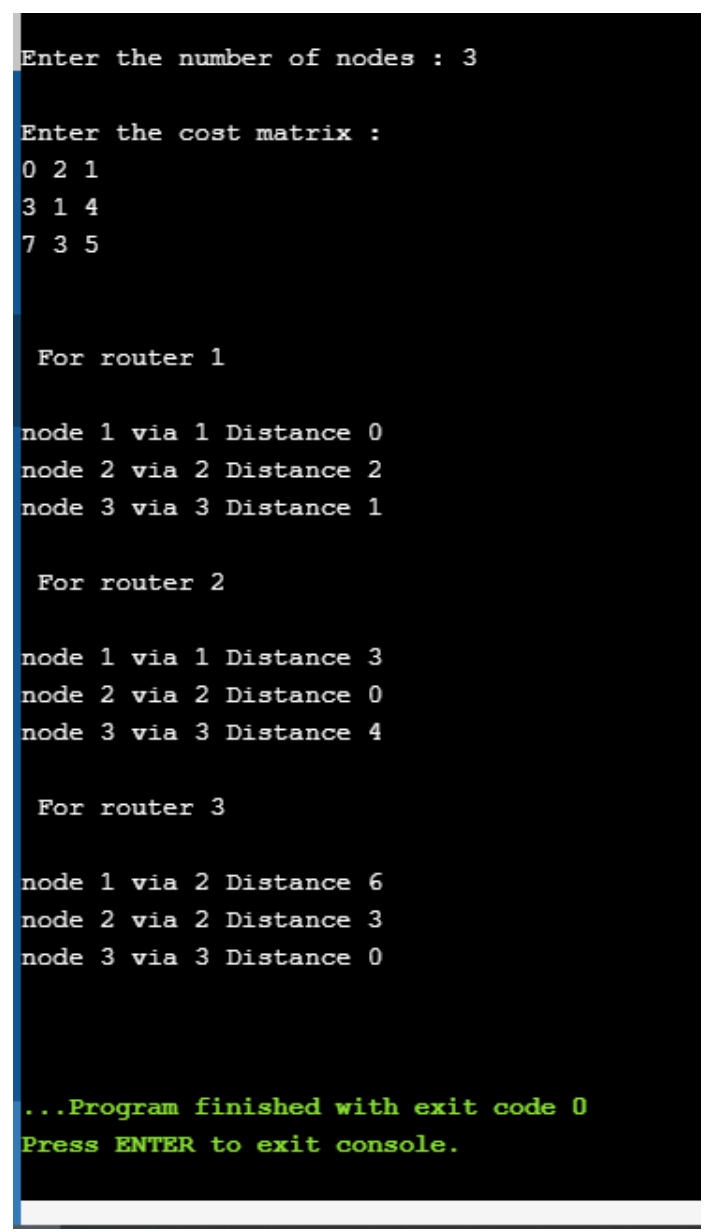 Enter the number of nodes : 3
Enter the cost matrix :
0 2 1
3 1 4
7 3 5
For router 1
node 1 via 1 Distance 0
node 2 via 2 Distance 2
node 3 via 3 Distance 1
For router 2
node 1 via 1 Distance 3
node 2 via 2 Distance 0
node 3 via 3 Distance 4
For router 3
node 1 via 2 Distance 6
node 2 via 2 Distance 3
node 3 via 3 Distance 0
...Program finished with exit code 0
Press ENTER to exit console.